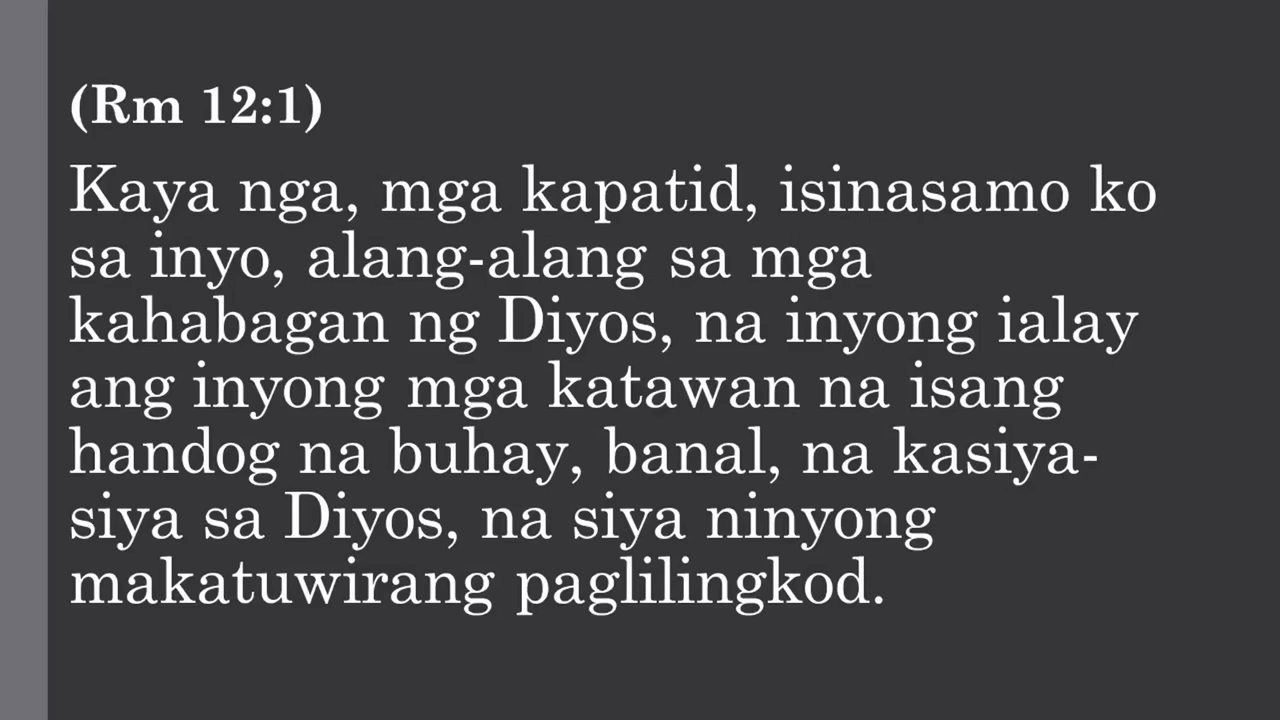 (Rm 12:1)
Kaya nga, mga kapatid, isinasamo ko
sa inyo, alang-alang sa mga
kahabagan ng Diyos, na inyong ialay
ang inyong mga katawan na isang
handog na buhay, banal, na kasiya-
siya sa Diyos, na siya ninyong
makatuwirang paglilingkod.